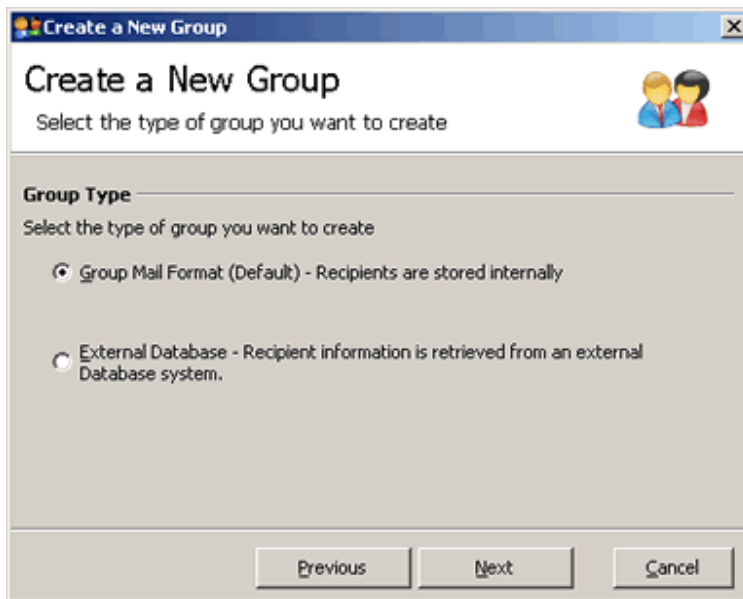 Create a New Group
Create a New Group
Select the type of group you want to create
Group Type
Select the type of group you want to create
Group Mail Format (Default) - Recipients are stored internally
External Database - Recipient information is retrieved from an external
Database system.
Previous
Next
Cancel